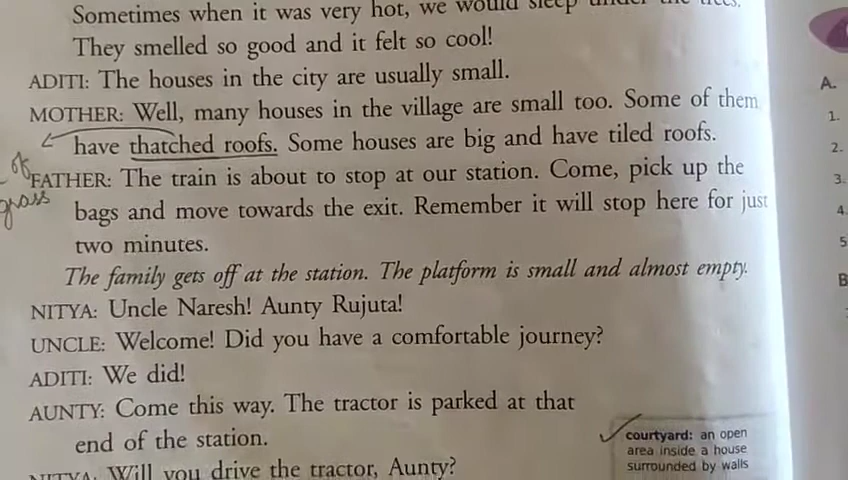 Sometimes when it was very hot, we would sleep under the trees.
They smelled so good and it felt so cool!
ADITI: The houses in the city are usually small.
MOTHER: Well, many houses in the village are small too. Some of them
have thatched roofs. Some houses are big and have tiled roofs.
of
grass
FATHER: The train is about to stop at our station. Come, pick up the
bags and move towards the exit. Remember it will stop here for just
two minutes.
The family gets off at the station. The platform is small and almost empty.
NITYA: Uncle Naresh! Aunty Rujuta!
UNCLE: Welcome! Did you have a comfortable journey?
ADITI: We did!
AUNTY: Come this way. The tractor is parked at that
end of the station.
NITYA: Will you drive the tractor, Aunty?
courtyard: an open
area inside a house
surrounded by walls
A.
1.
2.
3.
4.
5
B